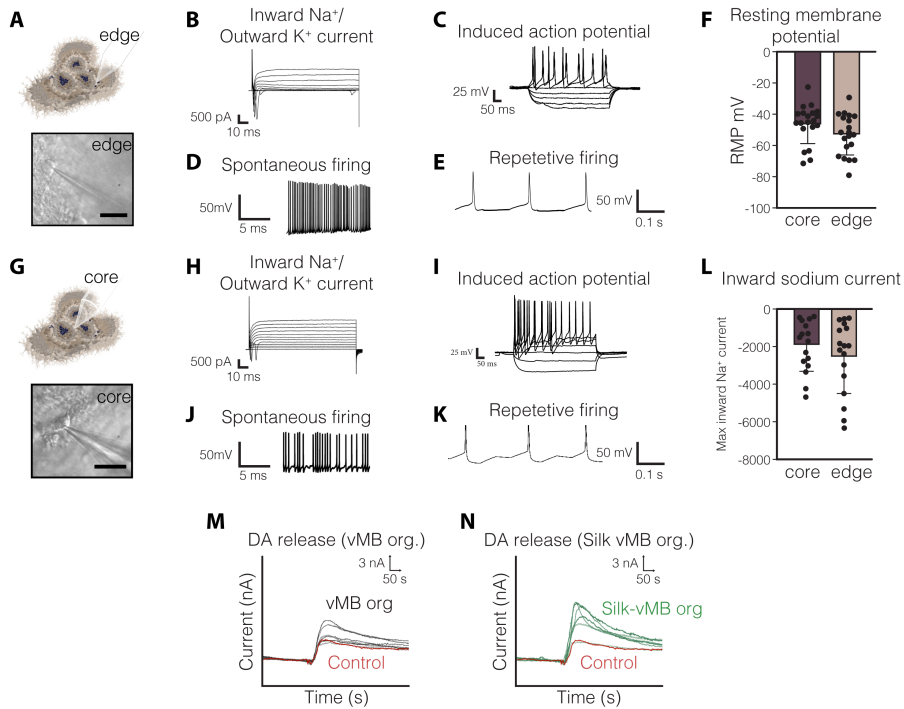 A
edge
edge
B
Inward Na⁺/
Outward K⁺ current
500 pA
10 ms
C
Induced action potential
25 mV
50 ms
D
Spontaneous firing
50mV
5 ms
E
Repetetive firing
50 mV
0.1 s
F
Resting membrane
potential
RMP mV
0
-20
-40
-60
-80
-100
core
edge
G
core
core
H
Inward Na⁺/
Outward K⁺ current
500 pA
10 ms
I
Induced action potential
25 mV
50 ms
J
Spontaneous firing
50mV
5 ms
K
Repetetive firing
50 mV
0.1 s
L
Inward sodium current
Max inward Na⁺ current
0
-2000
-4000
-6000
-8000
core
edge
M
DA release (vMB org.)
3 nA
50 s
Current (nA)
vMB org
Control
Time (s)
N
DA release (Silk vMB org.)
3 nA
50 s
Current (nA)
Silk-vMB org
Control
Time (s)